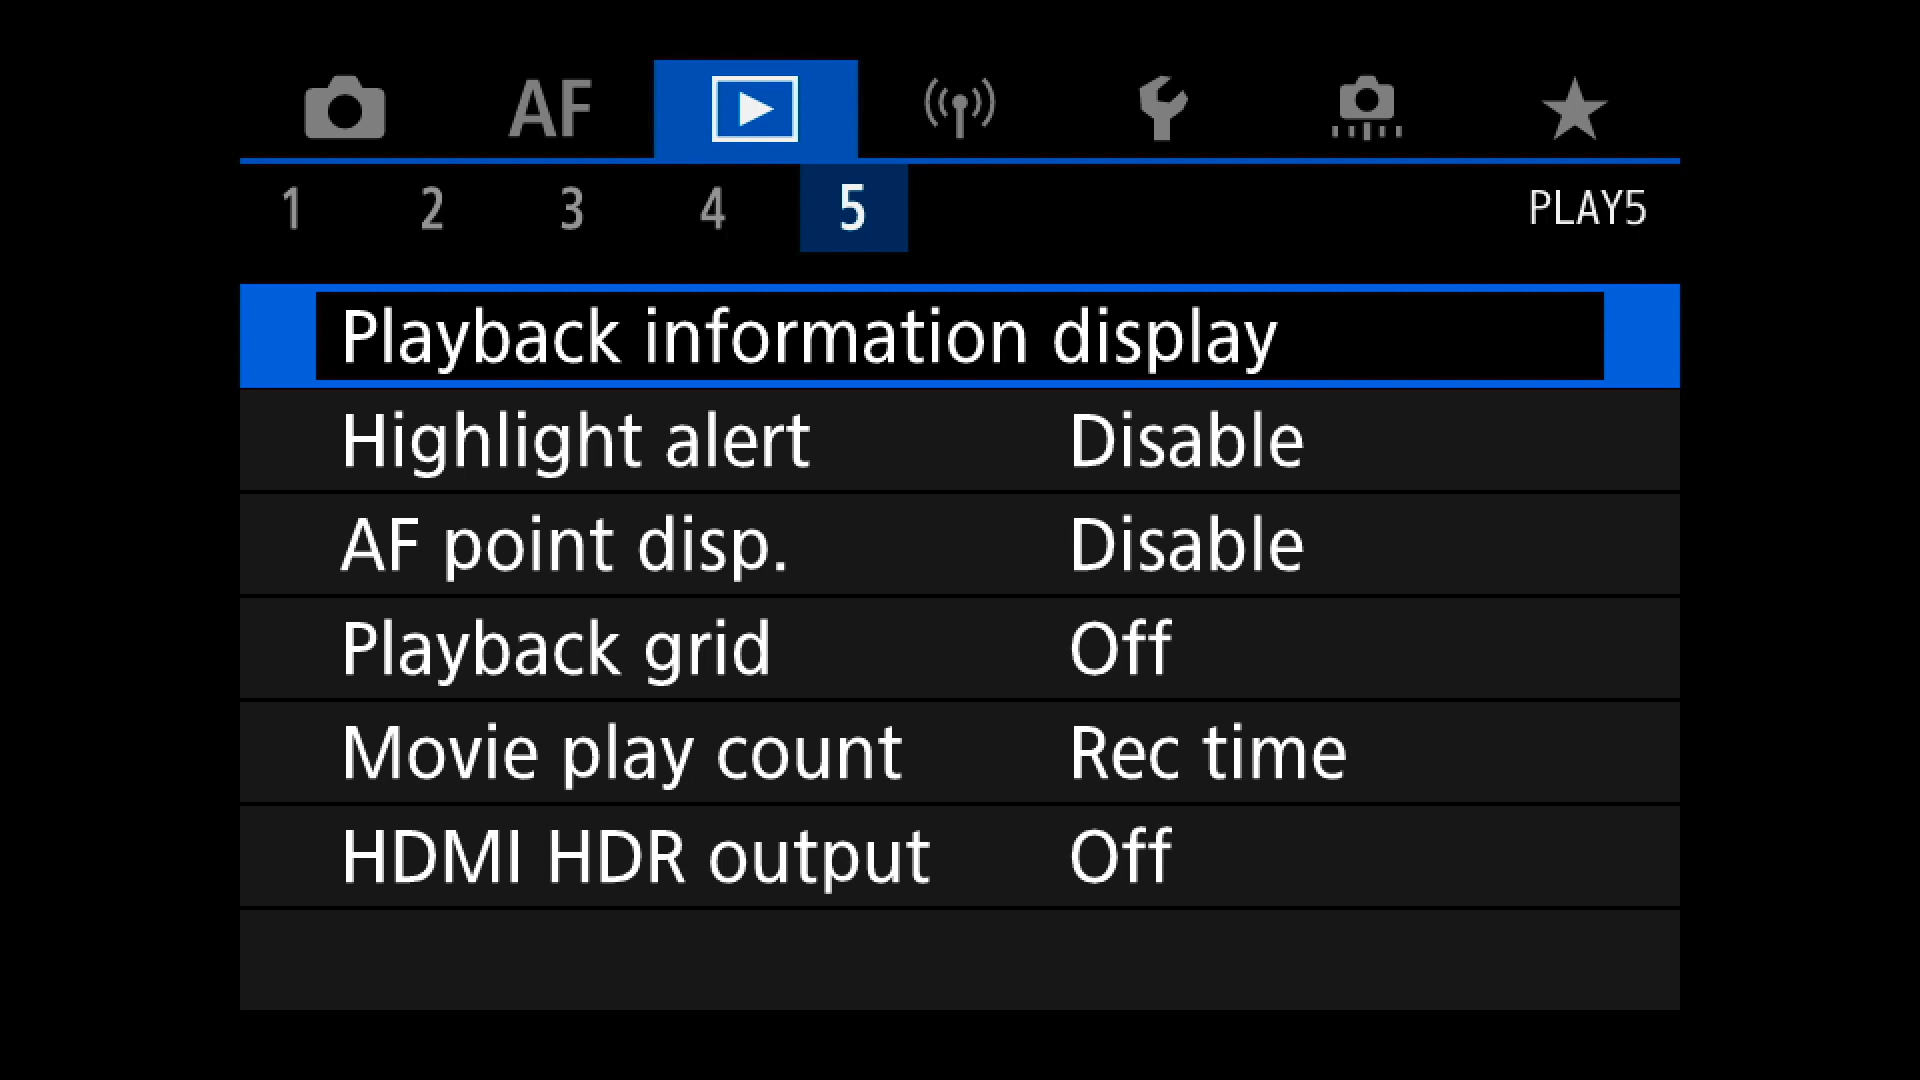 AF
1 2 3 4 5 PLAY5
Playback information display
Highlight alert Disable
AF point disp. Disable
Playback grid Off
Movie play count Rec time
HDMI HDR output Off